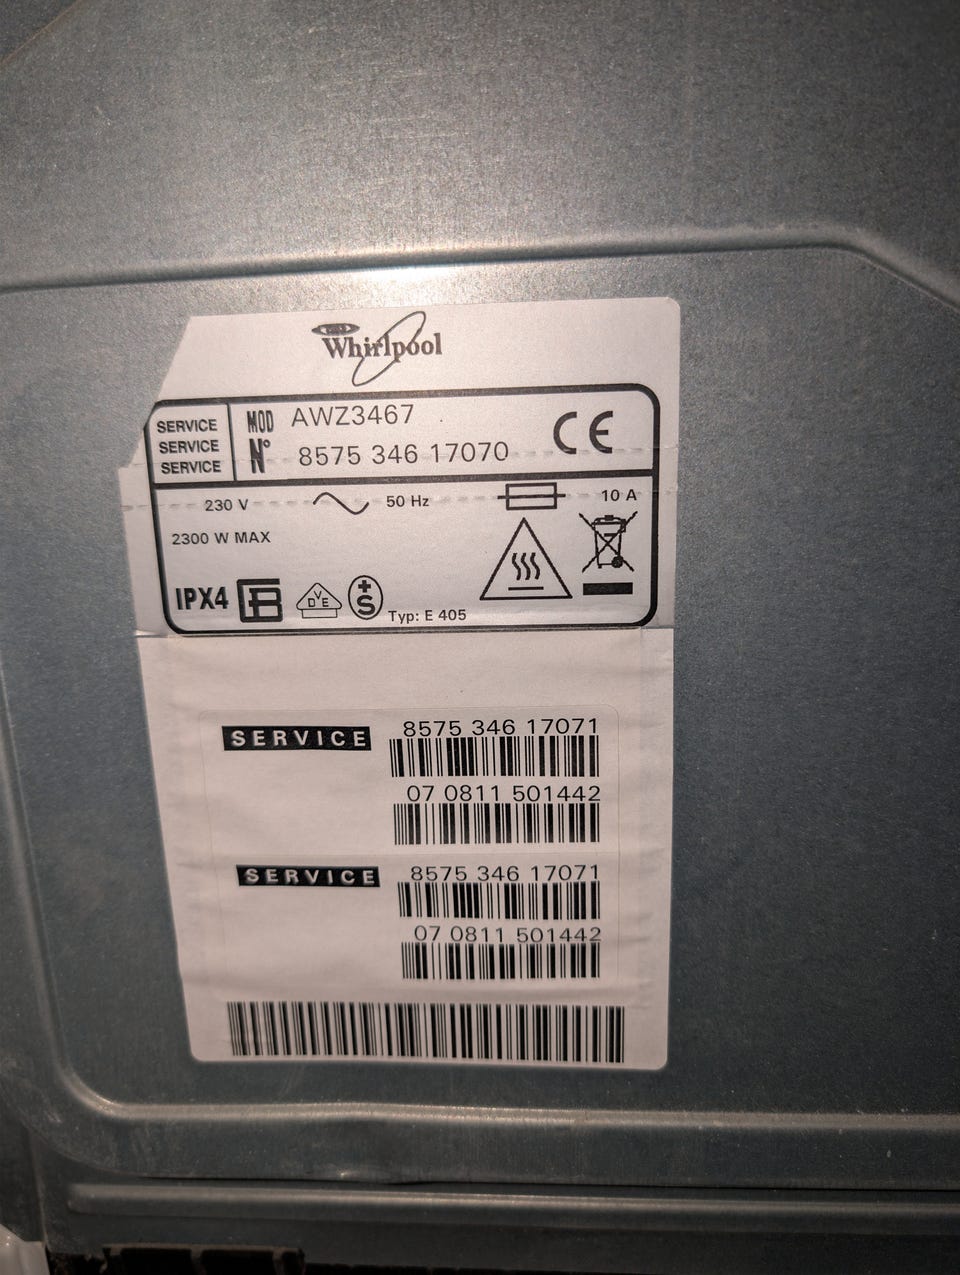 Whirlpool
SERVICE MOD AWZ3467
SERVICE N° 8575 346 17070 CE
SERVICE
230 V 50 Hz 10 A
2300 W MAX
IPX4 DVE +S Typ: E 405
SERVICE 8575 346 17071
07 0811 501442
SERVICE 8575 346 17071
07 0811 501442